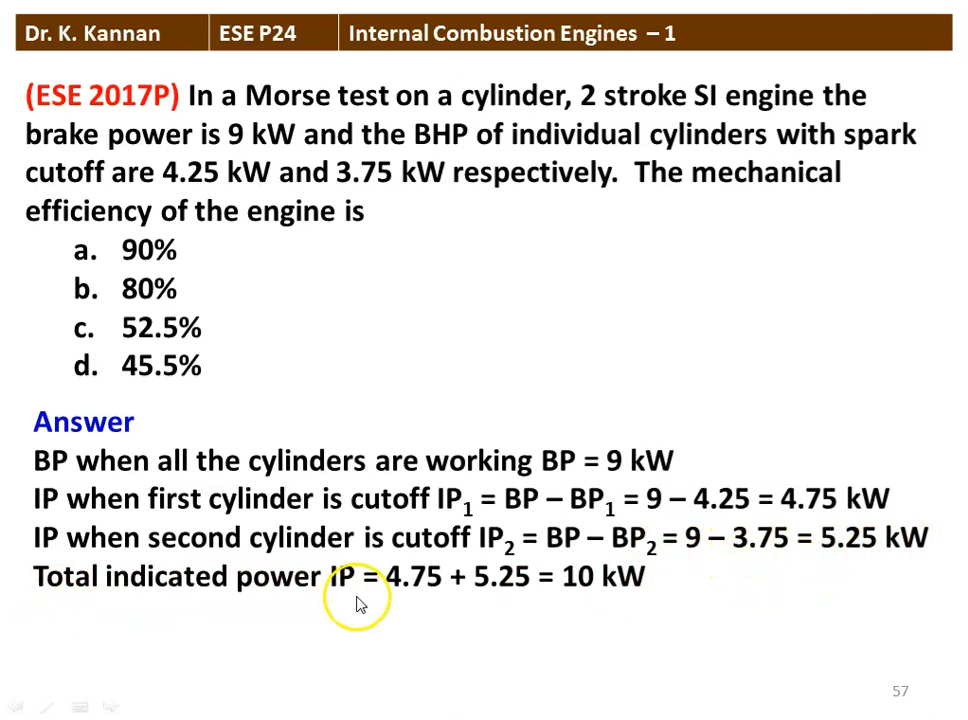 Dr. K. Kannan ESE P24 Internal Combustion Engines – 1
(ESE 2017P) In a Morse test on a cylinder, 2 stroke SI engine the
brake power is 9 kW and the BHP of individual cylinders with spark
cutoff are 4.25 kW and 3.75 kW respectively. The mechanical
efficiency of the engine is
a. 90%
b. 80%
c. 52.5%
d. 45.5%
Answer
BP when all the cylinders are working BP = 9 kW
IP when first cylinder is cutoff IP₁ = BP – BP₁ = 9 – 4.25 = 4.75 kW
IP when second cylinder is cutoff IP₂ = BP – BP₂ = 9 – 3.75 = 5.25 kW
Total indicated power IP = 4.75 + 5.25 = 10 kW
57